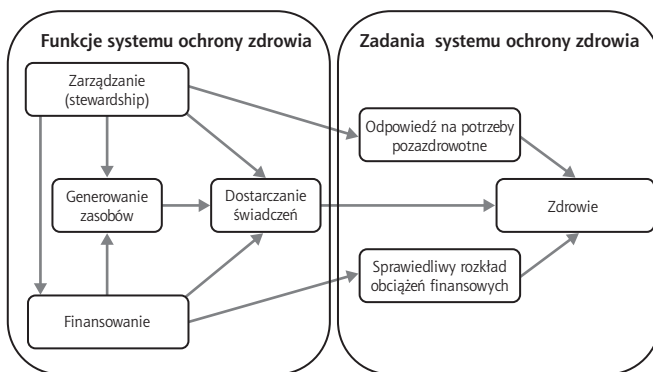 Funkcje systemu ochrony zdrowia
Zadania systemu ochrony zdrowia
Zarządzanie
(stewardship)
Odpowiedź na potrzeby
pozazdrowotne
Generowanie
zasobów
Dostarczanie
świadczeń
Zdrowie
Sprawiedliwy rozkład
obciążeń finansowych
Finansowanie